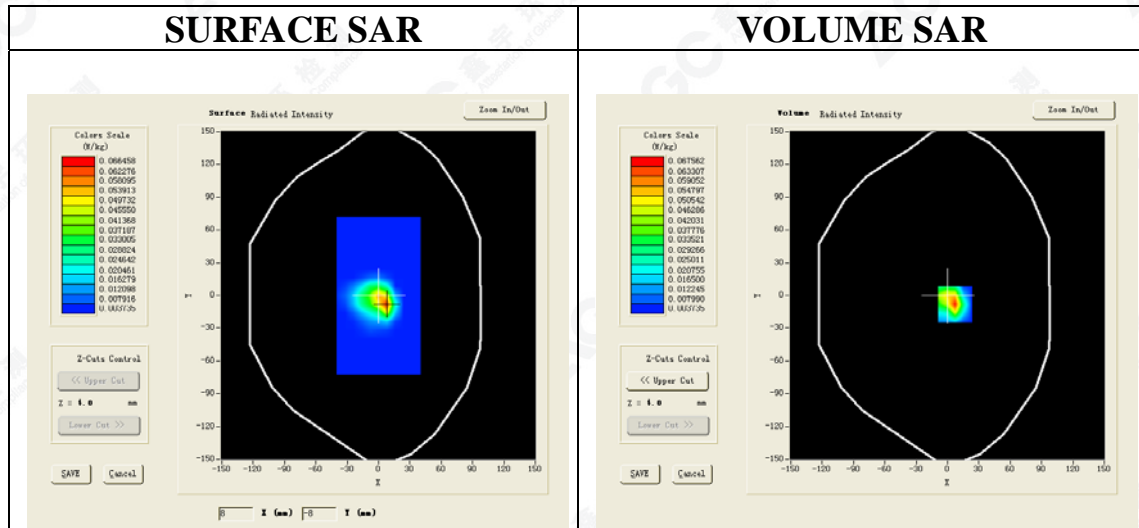 SURFACE SAR
VOLUME SAR
Surface Radiated Intensity
Zoom In/Out
Colors Scale
(W/kg)
0.066458
0.062276
0.058095
0.053913
0.049732
0.045550
0.041368
0.037187
0.033005
0.028824
0.024642
0.020461
0.016279
0.012098
0.007916
0.003735
150
120
90
60
30
0
-30
-60
-90
-120
-150
Y
-150 -120 -90 -60 -30 0 30 60 90 120 150
X
Z-Cuts Control
<< Upper Cut
Z = 4.0 mm
Lower Cut >>
SAVE Cancel
8 X (mm) -8 Y (mm)
Volume Radiated Intensity
Zoom In/Out
Colors Scale
(W/kg)
0.067562
0.063307
0.059052
0.054797
0.050542
0.046286
0.042031
0.037776
0.033521
0.029266
0.025011
0.020755
0.016500
0.012245
0.007990
0.003735
150
120
90
60
30
0
-30
-60
-90
-120
-150
Y
-150 -120 -90 -60 -30 0 30 60 90 120 150
X
Z-Cuts Control
<< Upper Cut
Z = 4.0 mm
Lower Cut >>
SAVE Cancel